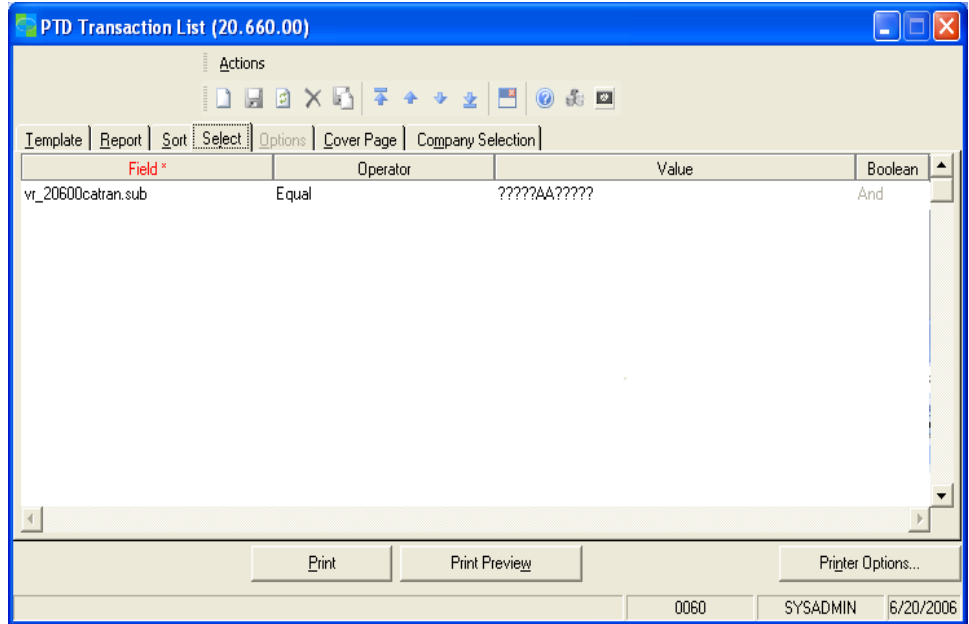 PTD Transaction List (20.660.00)
Actions
Template Report Sort Select Options Cover Page Company Selection
Field * Operator Value Boolean
vr_20600catran.sub Equal ?????AA????? And
Print Print Preview Printer Options...
0060 SYSADMIN 6/20/2006